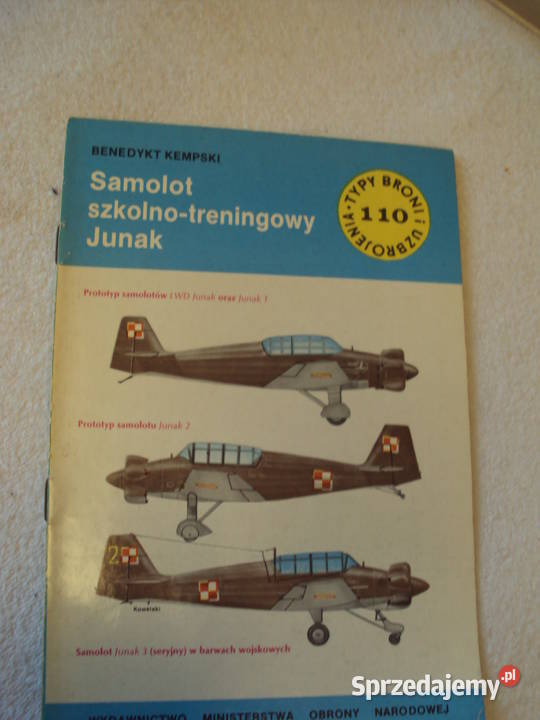 BENEDYKT KEMPSKI
Samolot
szkolno-treningowy
Junak
TYPY BRONI i UZBROJENIA •
110
Prototyp samolotów LWD Junak oraz Junak 1
Prototyp samolotu Junak 2
2
Kowalski
Samolot Junak 3 (seryjny) w barwach wojskowych
WYDAWNICTWO MINISTERSTWA OBRONY NARODOWEJ
Sprzedajemy.pl